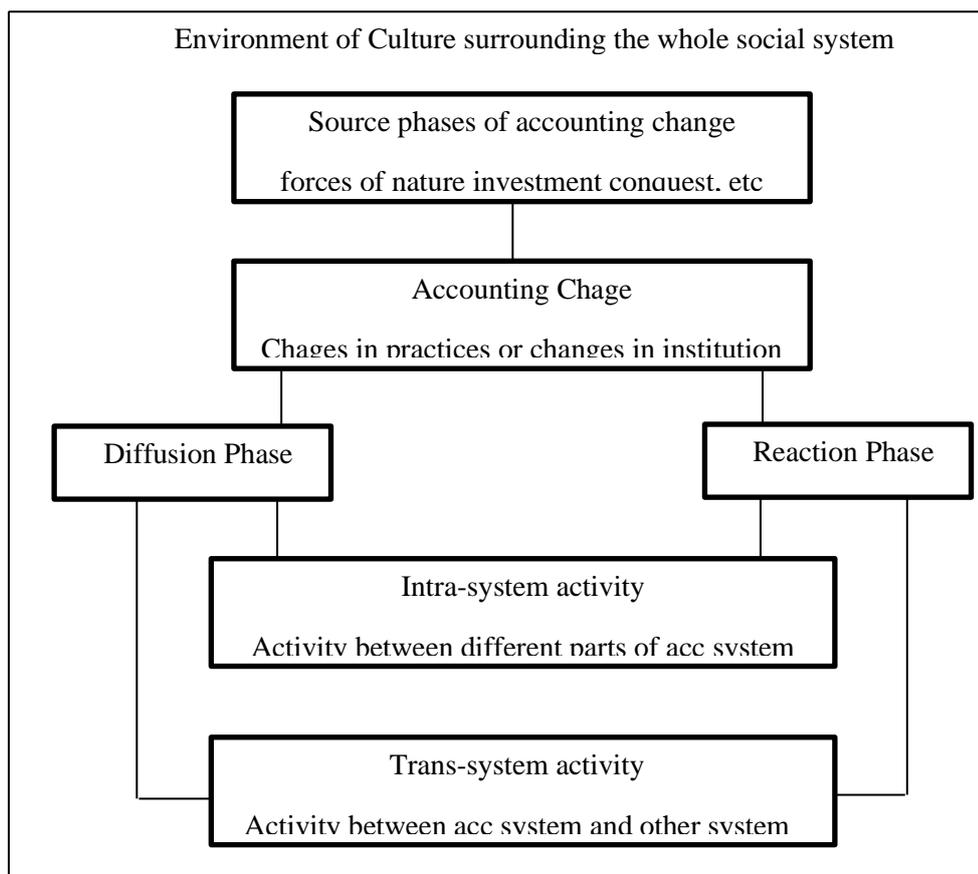 Environment of Culture surrounding the whole social system
Source phases of accounting change
forces of nature investment conquest, etc
Accounting Chage
Chages in practices or changes in institution
Diffusion Phase
Reaction Phase
Intra-system activity
Activity between different parts of acc system
Trans-system activity
Activity between acc system and other system